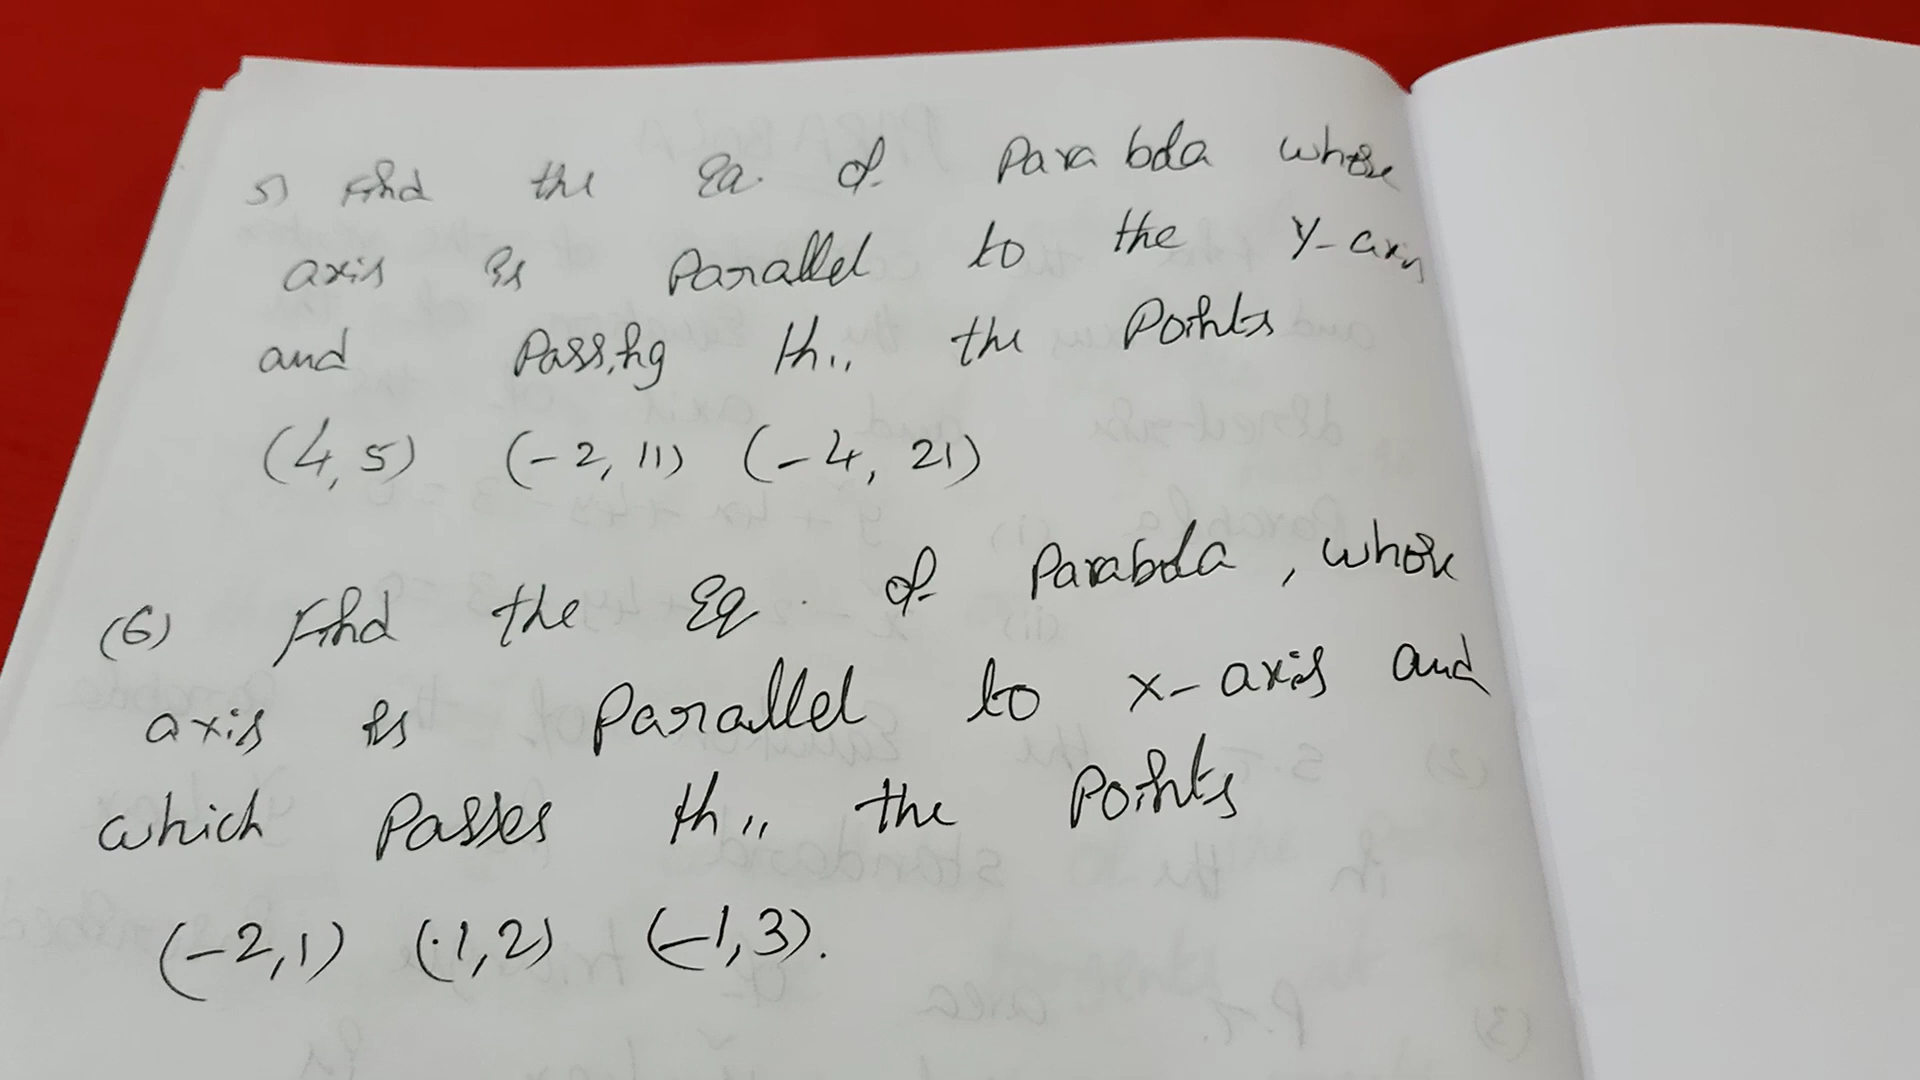 5) Find the Eq. of Parabola whose
axis is Parallel to the Y-axis
and Passing th,, the Points
(4,5) (-2,11) (-4, 21)
(6) Find the Eq. of Parabola, whose
axis is Parallel to x-axis and
which Passes th,, the Points
(-2,1) (1,2) (-1,3).